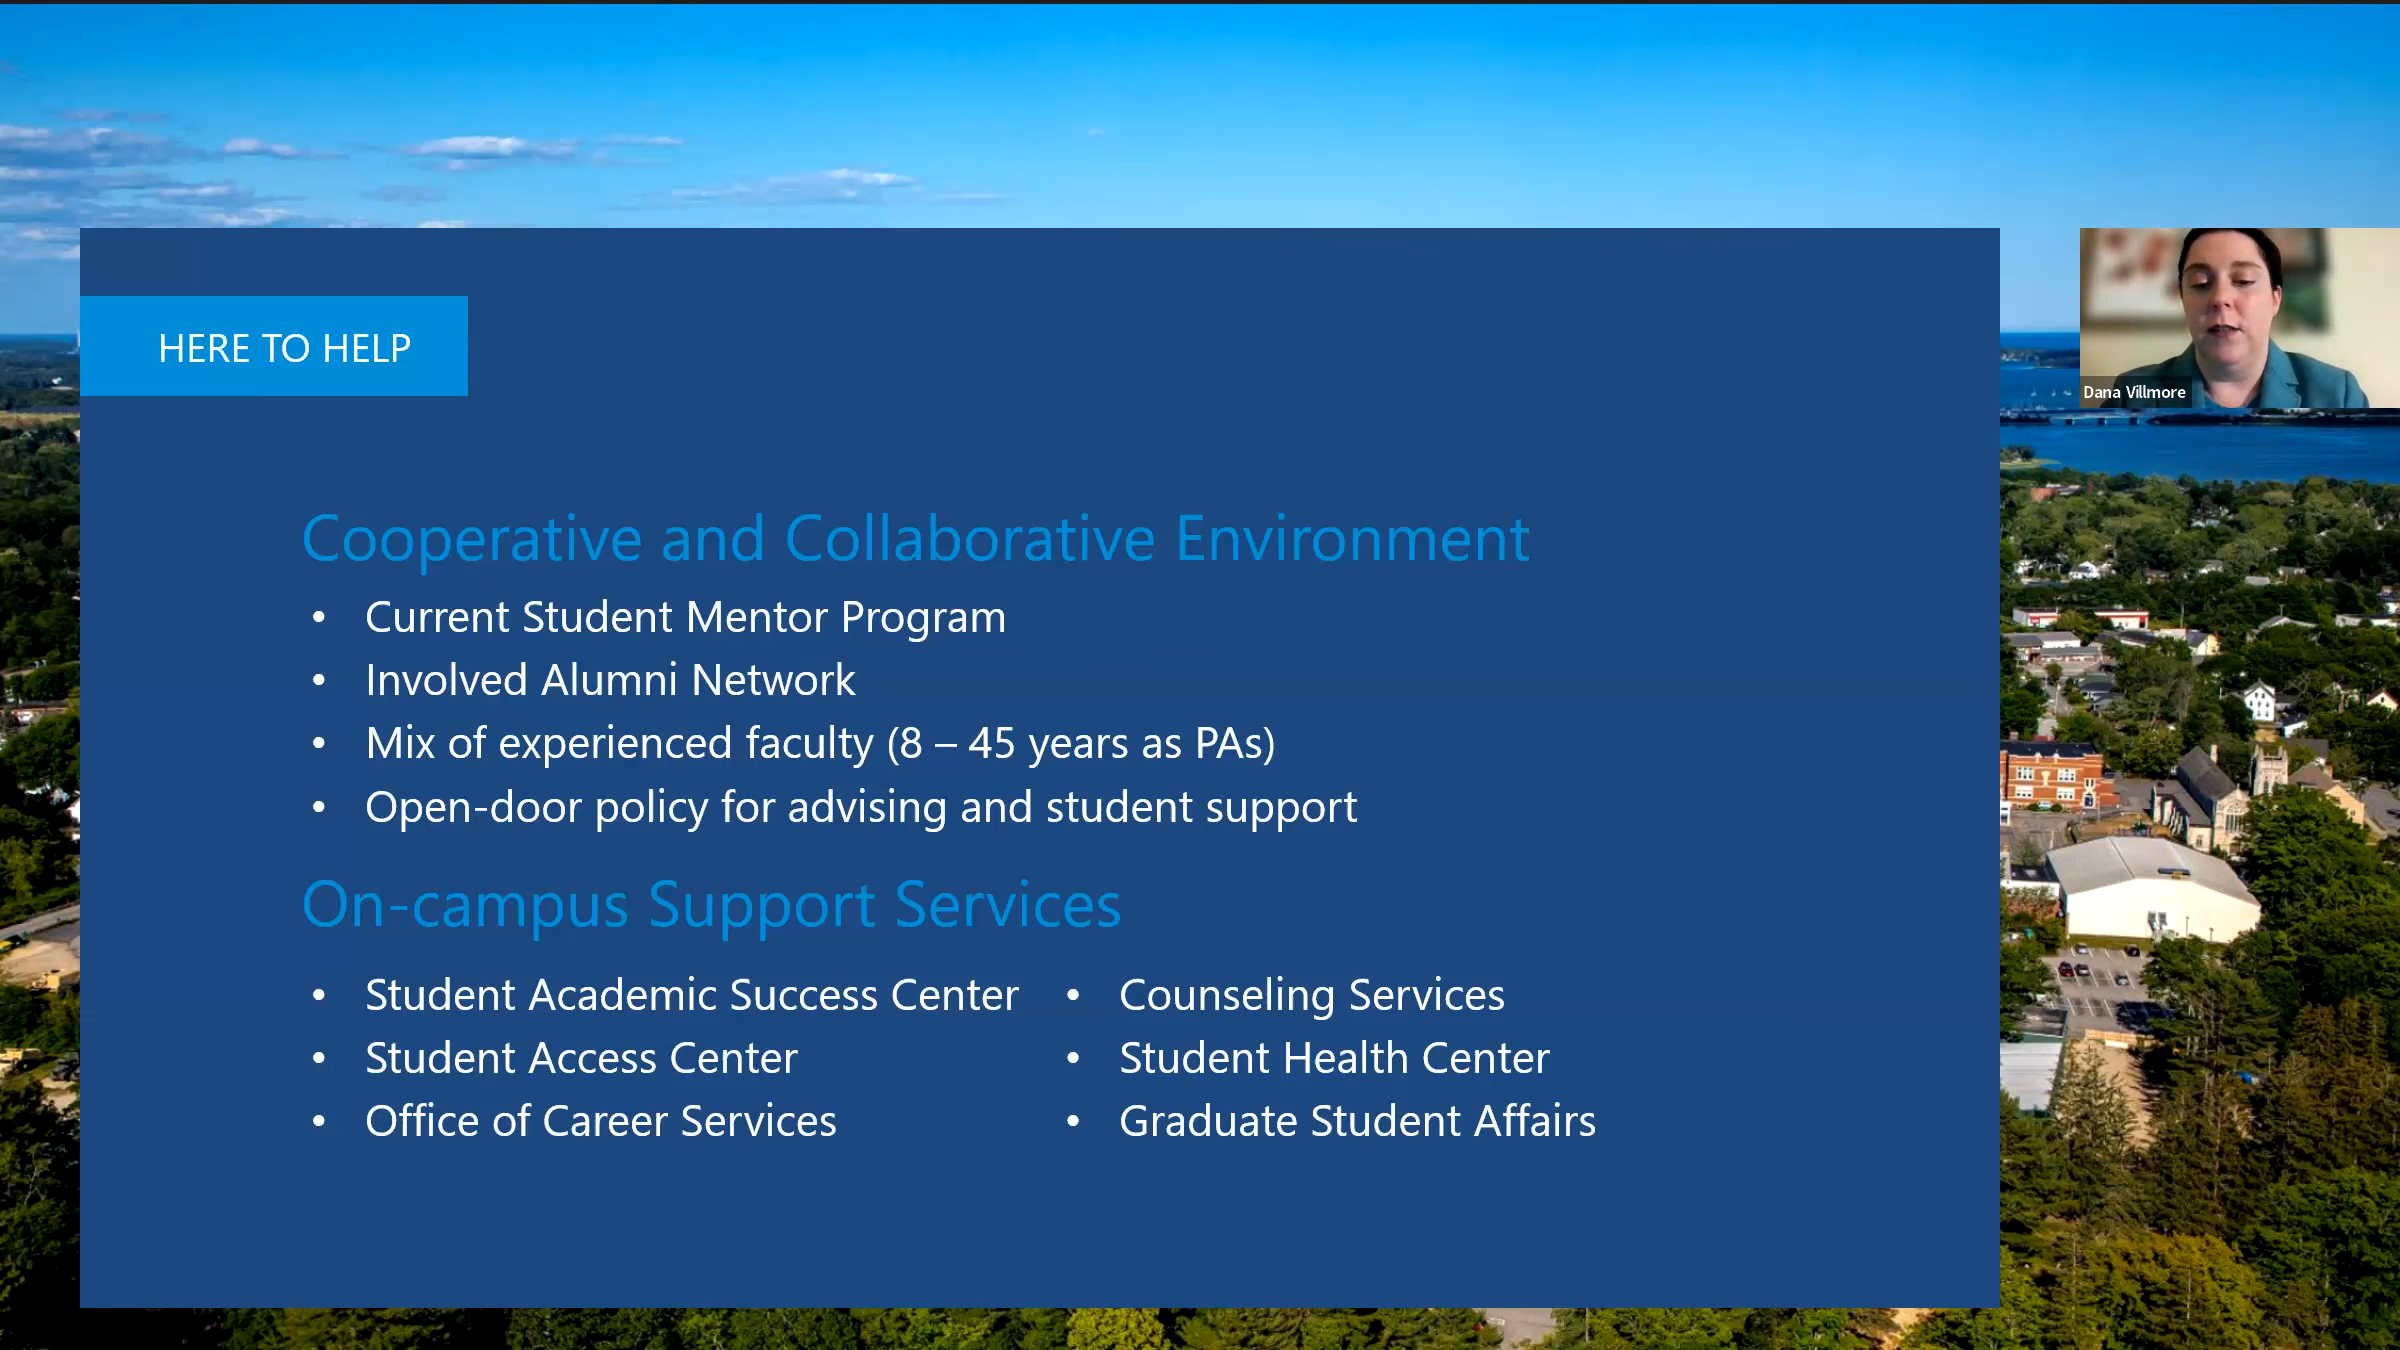 HERE TO HELP
Dana Villmore
Cooperative and Collaborative Environment
• Current Student Mentor Program
• Involved Alumni Network
• Mix of experienced faculty (8 – 45 years as PAs)
• Open-door policy for advising and student support
On-campus Support Services
• Student Academic Success Center
• Student Access Center
• Office of Career Services
• Counseling Services
• Student Health Center
• Graduate Student Affairs